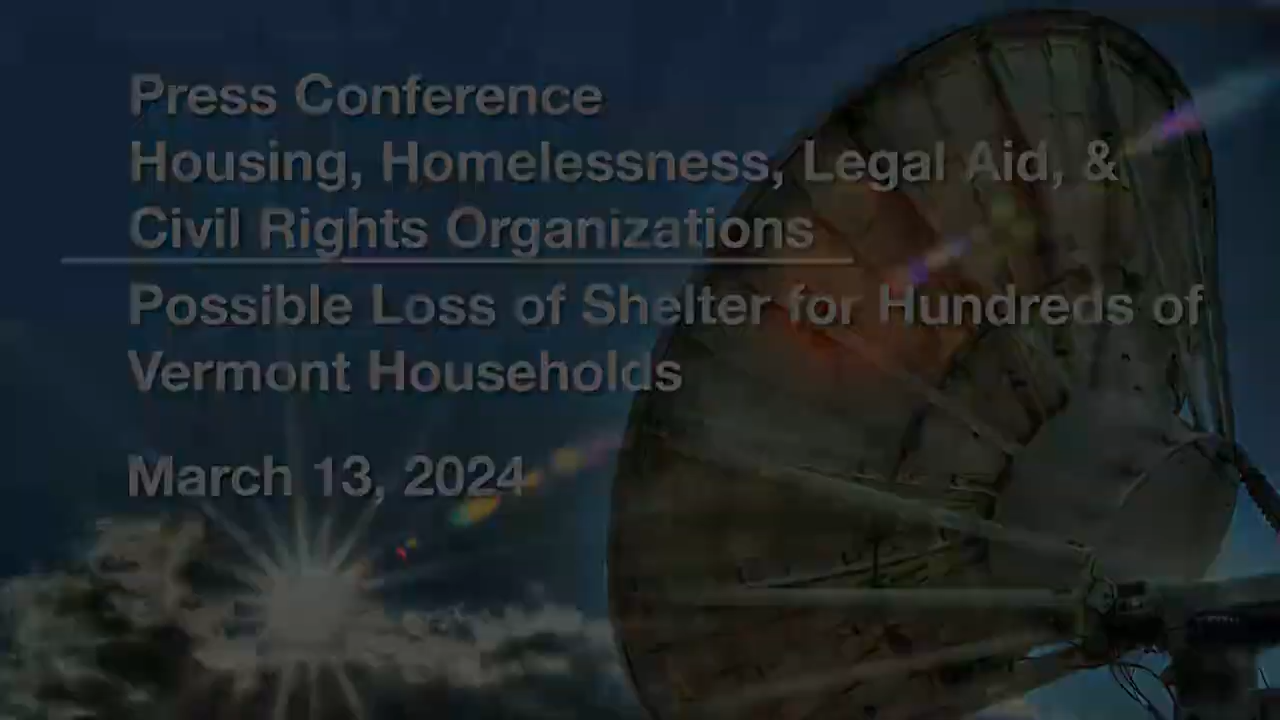 Press Conference
Housing, Homelessness, Legal Aid, &
Civil Rights Organizations
Possible Loss of Shelter for Hundreds of
Vermont Households
March 13, 2024